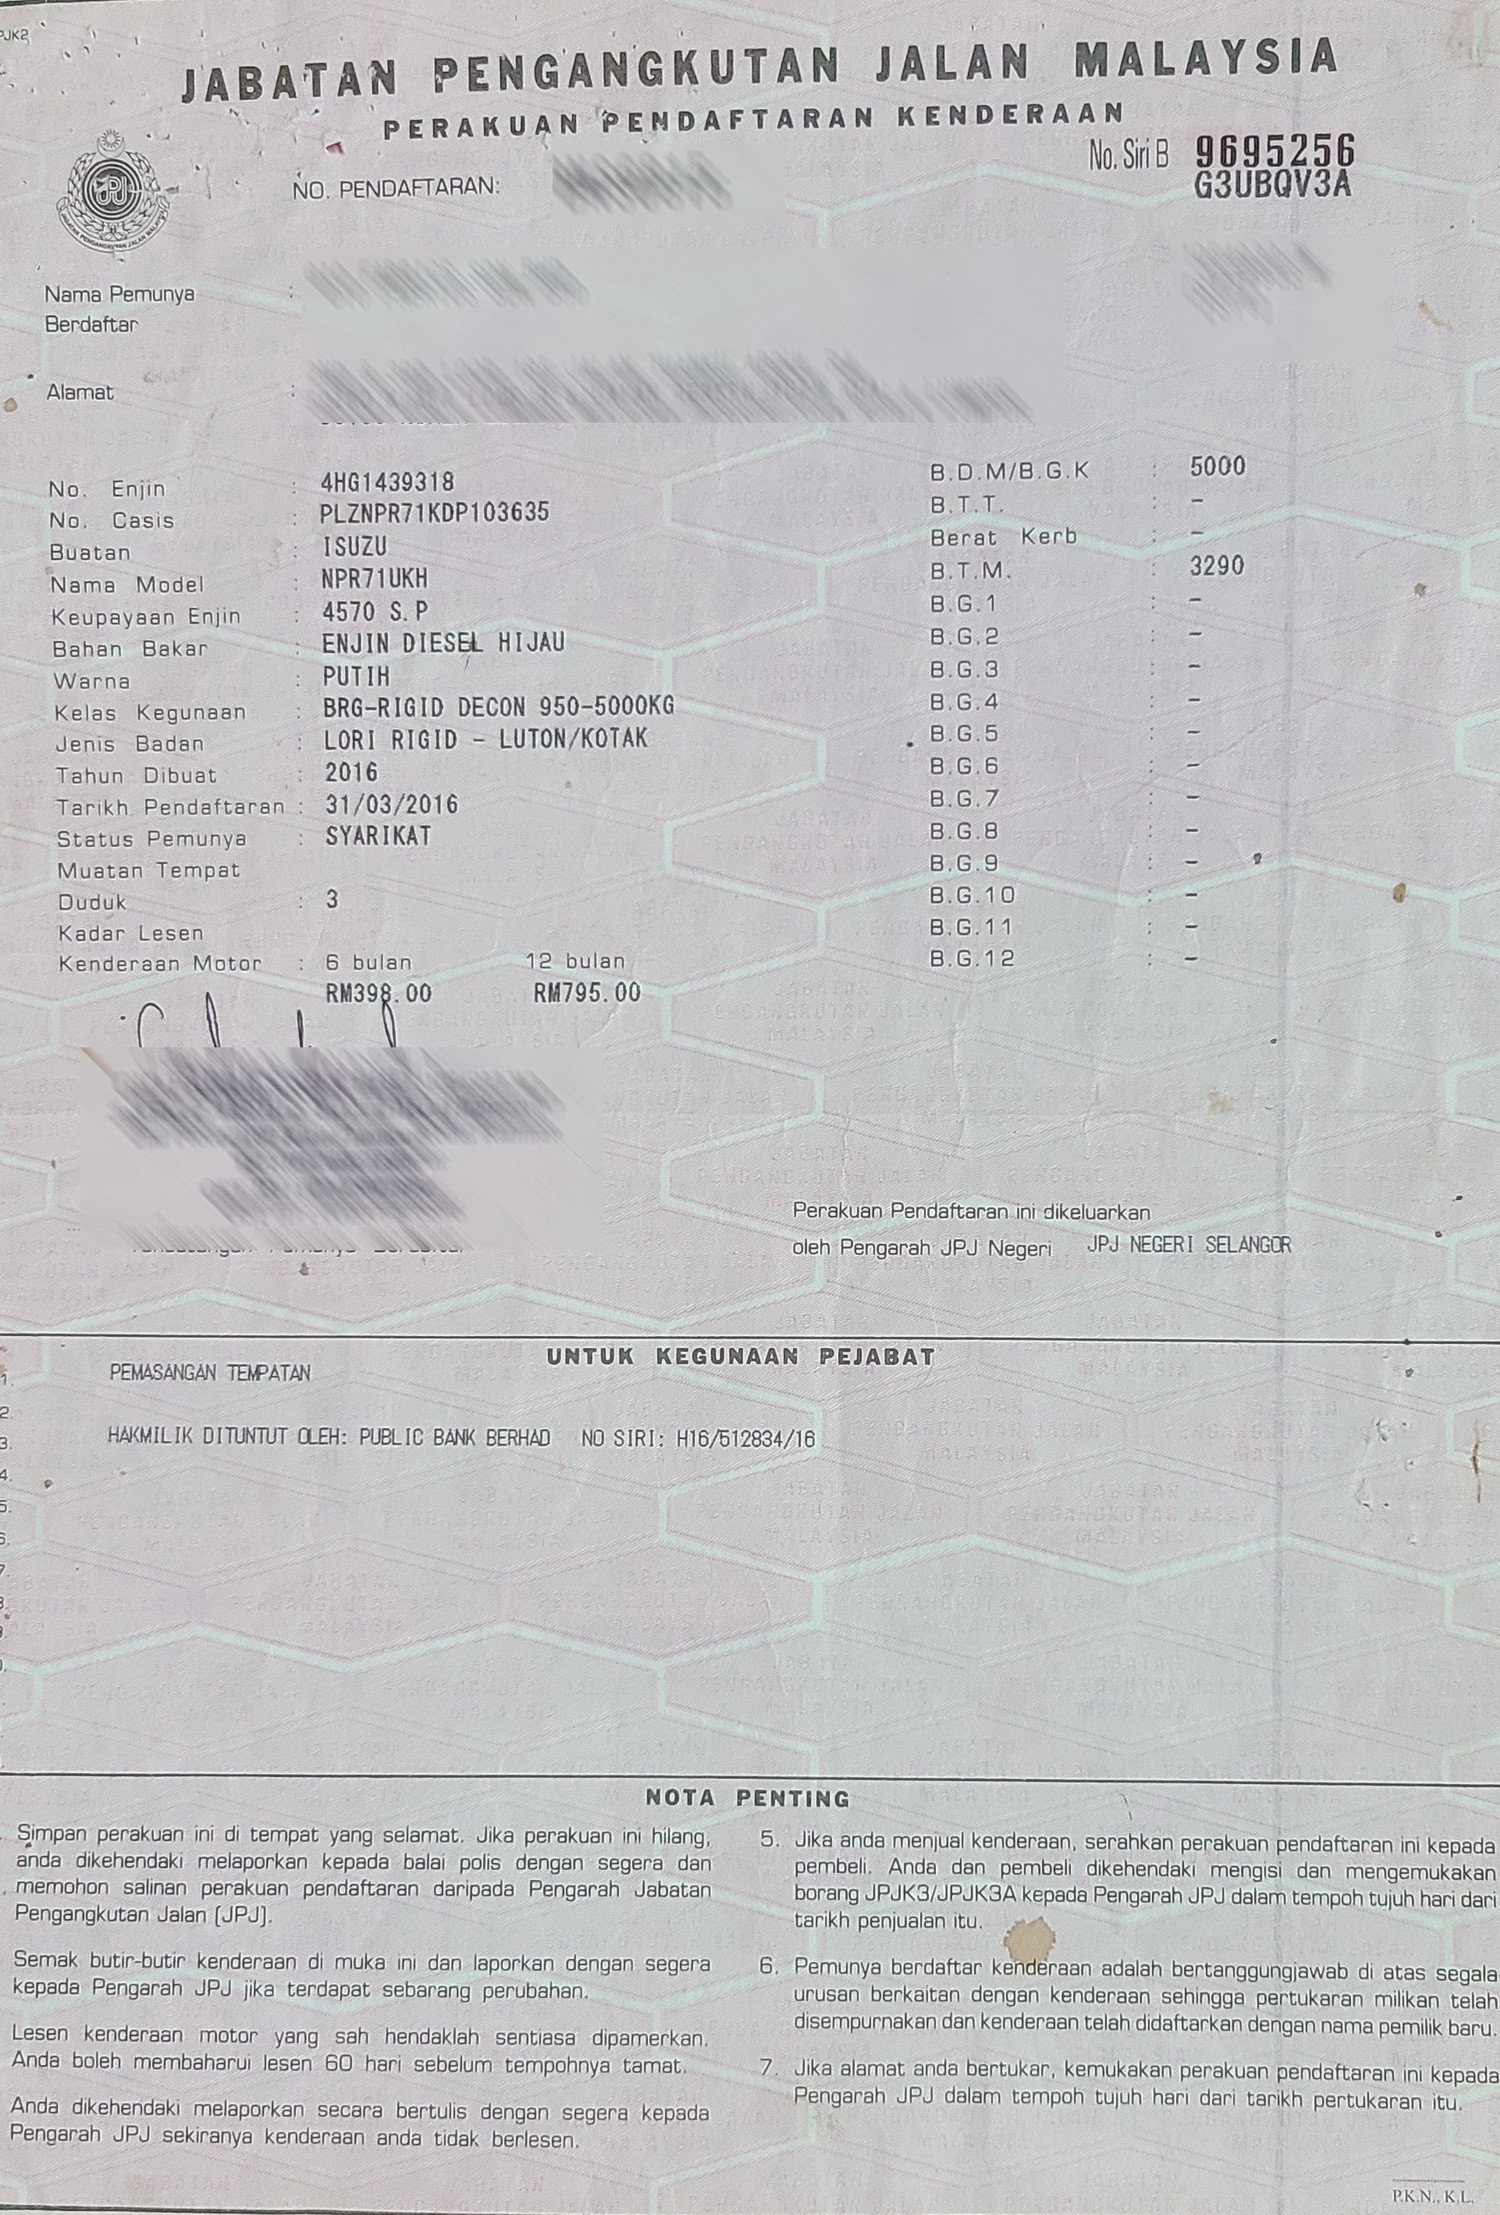 PJK2
JABATAN PENGANGKUTAN JALAN MALAYSIA
PERAKUAN PENDAFTARAN KENDERAAN
No. Siri B 9695256
G3UBQV3A
NO. PENDAFTARAN:
Nama Pemunya :
Berdaftar
Alamat :
No. Enjin : 4HG1439318
No. Casis : PLZNPR71KDP103635
Buatan : ISUZU
Nama Model : NPR71UKH
Keupayaan Enjin : 4570 S.P
Bahan Bakar : ENJIN DIESEL HIJAU
Warna : PUTIH
Kelas Kegunaan : BRG-RIGID DECON 950-5000KG
Jenis Badan : LORI RIGID - LUTON/KOTAK
Tahun Dibuat : 2016
Tarikh Pendaftaran : 31/03/2016
Status Pemunya : SYARIKAT
Muatan Tempat
Duduk : 3
Kadar Lesen
Kenderaan Motor : 6 bulan 12 bulan
RM398.00 RM795.00
B.D.M/B.G.K : 5000
B.T.T. : -
Berat Kerb : -
B.T.M. : 3290
B.G.1 : -
B.G.2 : -
B.G.3 : -
B.G.4 : -
B.G.5 : -
B.G.6 : -
B.G.7 : -
B.G.8 : -
B.G.9 : -
B.G.10 : -
B.G.11 : -
B.G.12 : -
Perakuan Pendaftaran ini dikeluarkan
oleh Pengarah JPJ Negeri JPJ NEGERI SELANGOR
UNTUK KEGUNAAN PEJABAT
1. PEMASANGAN TEMPATAN
2.
3. HAKMILIK DITUNTUT OLEH: PUBLIC BANK BERHAD NO SIRI: H16/512834/16
4.
5.
NOTA PENTING
Simpan perakuan ini di tempat yang selamat. Jika perakuan ini hilang,
anda dikehendaki melaporkan kepada balai polis dengan segera dan
memohon salinan perakuan pendaftaran daripada Pengarah Jabatan
Pengangkutan Jalan (JPJ).
Semak butir-butir kenderaan di muka ini dan laporkan dengan segera
kepada Pengarah JPJ jika terdapat sebarang perubahan.
Lesen kenderaan motor yang sah hendaklah sentiasa dipamerkan.
Anda boleh membaharui lesen 60 hari sebelum tempohnya tamat.
Anda dikehendaki melaporkan secara bertulis dengan segera kepada
Pengarah JPJ sekiranya kenderaan anda tidak berlesen.
5. Jika anda menjual kenderaan, serahkan perakuan pendaftaran ini kepada
pembeli. Anda dan pembeli dikehendaki mengisi dan mengemukakan
borang JPJK3/JPJK3A kepada Pengarah JPJ dalam tempoh tujuh hari dari
tarikh penjualan itu.
6. Pemunya berdaftar kenderaan adalah bertanggungjawab di atas segala
urusan berkaitan dengan kenderaan sehingga pertukaran milikan telah
disempurnakan dan kenderaan telah didaftarkan dengan nama pemilik baru.
7. Jika alamat anda bertukar, kemukakan perakuan pendaftaran ini kepada
Pengarah JPJ dalam tempoh tujuh hari dari tarikh pertukaran itu.
P.K.N., K.L.